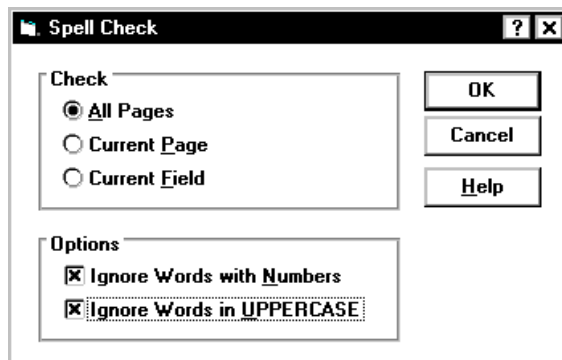 Spell Check ? 
Check
All Pages
Current Page
Current Field
OK
Cancel
Help
Options
Ignore Words with Numbers
Ignore Words in UPPERCASE